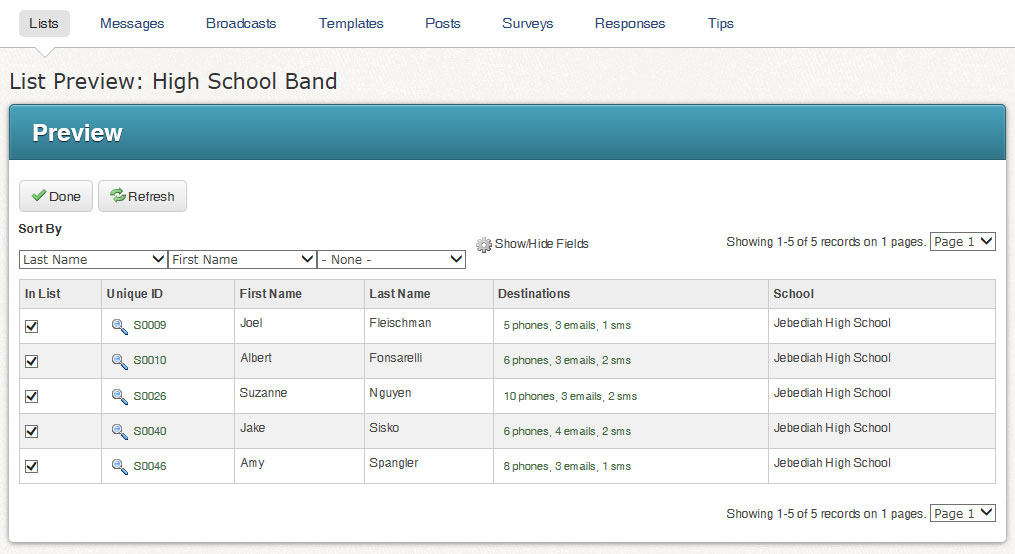 Lists Messages Broadcasts Templates Posts Surveys Responses Tips
List Preview: High School Band
Preview
Done Refresh
Sort By
Show/Hide Fields Showing 1-5 of 5 records on 1 pages. Page 1
Last Name First Name - None -
In List Unique ID First Name Last Name Destinations School
S0009 Joel Fleischman 5 phones, 3 emails, 1 sms Jebediah High School
S0010 Albert Fonsarelli 6 phones, 3 emails, 2 sms Jebediah High School
S0026 Suzanne Nguyen 10 phones, 3 emails, 2 sms Jebediah High School
S0040 Jake Sisko 6 phones, 4 emails, 2 sms Jebediah High School
S0046 Amy Spangler 8 phones, 3 emails, 1 sms Jebediah High School
Showing 1-5 of 5 records on 1 pages. Page 1